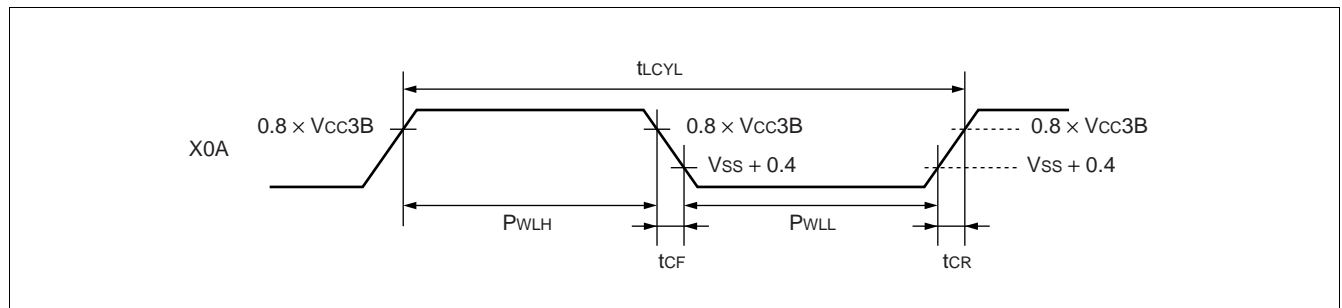 tLCYL
0.8 × VCC3B
0.8 × VCC3B
0.8 × VCC3B
X0A
VSS + 0.4
VSS + 0.4
PWLH
PWLL
tCF
tCR